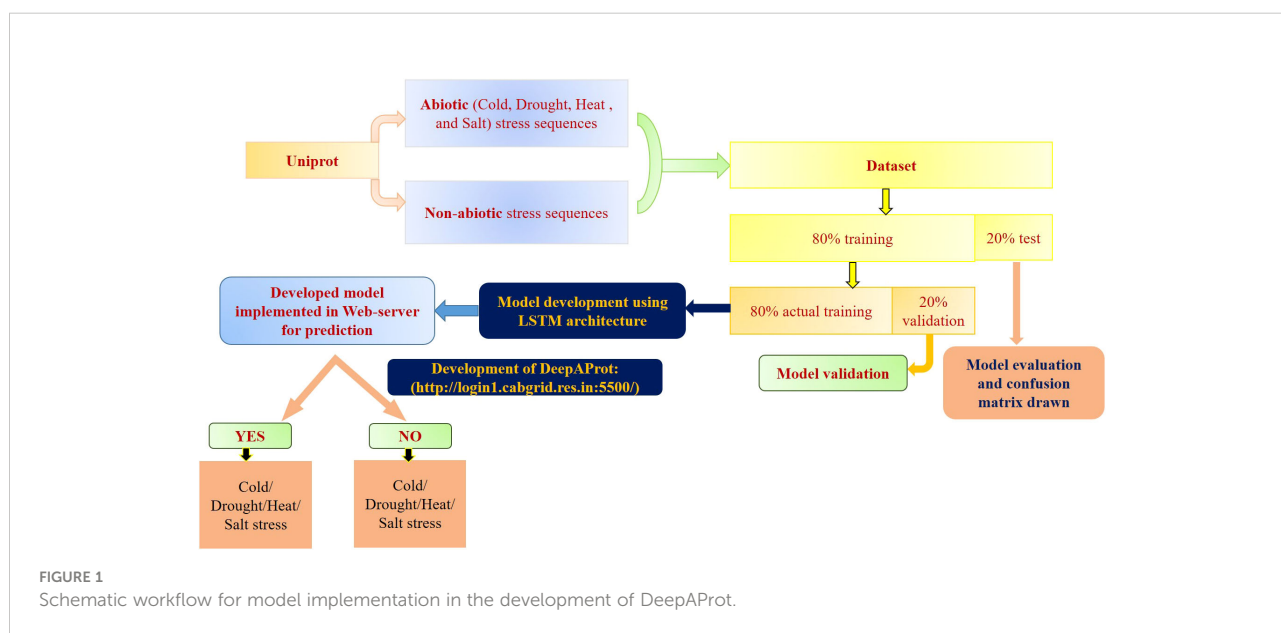 Abiotic (Cold, Drought, Heat ,
and Salt) stress sequences
Uniprot
Non-abiotic stress sequences
Dataset
80% training
20% test
80% actual training
20%
validation
Model development using
LSTM architecture
Developed model
implemented in Web-server
for prediction
Development of DeepAProt:
(http://login1.cabgrid.res.in:5500/)
Model validation
Model evaluation
and confusion
matrix drawn
YES
NO
Cold/
Drought/Heat/
Salt stress
Cold/
Drought/Heat/
Salt stress
FIGURE 1
Schematic workflow for model implementation in the development of DeepAProt.